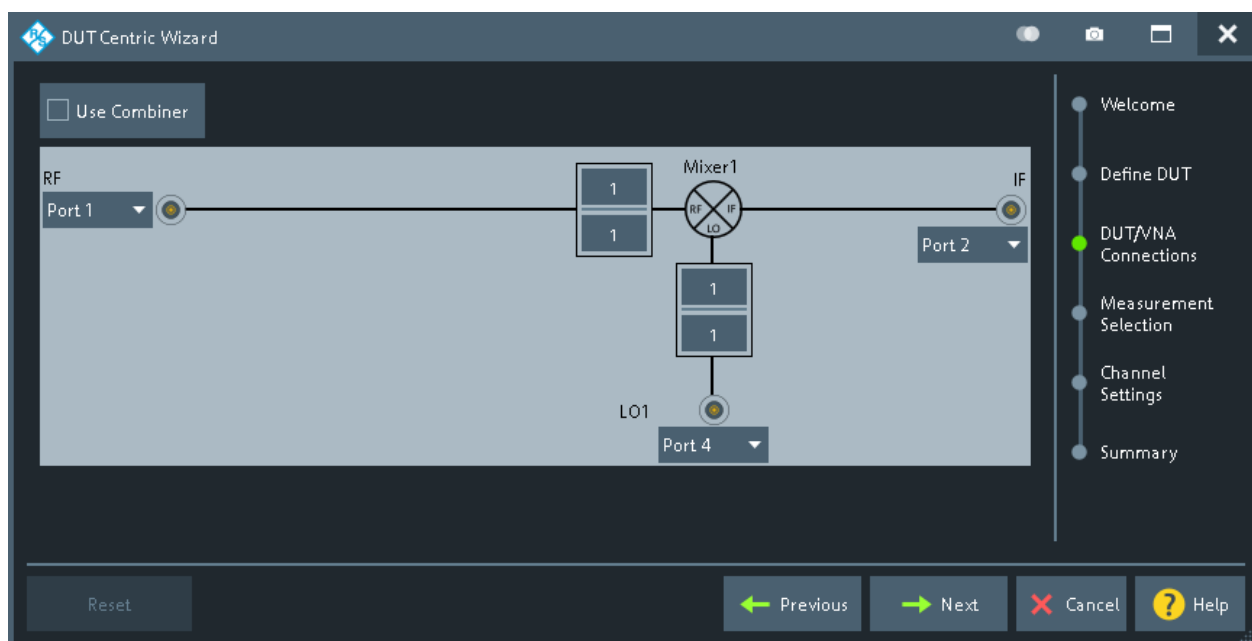 R/S DUT Centric Wizard
Use Combiner
RF
Port 1
1
1
Mixer1
RF IF
LO
IF
Port 2
1
1
LO1
Port 4
Welcome
Define DUT
DUT/VNA
Connections
Measurement
Selection
Channel
Settings
Summary
Reset
Previous
Next
Cancel
? Help